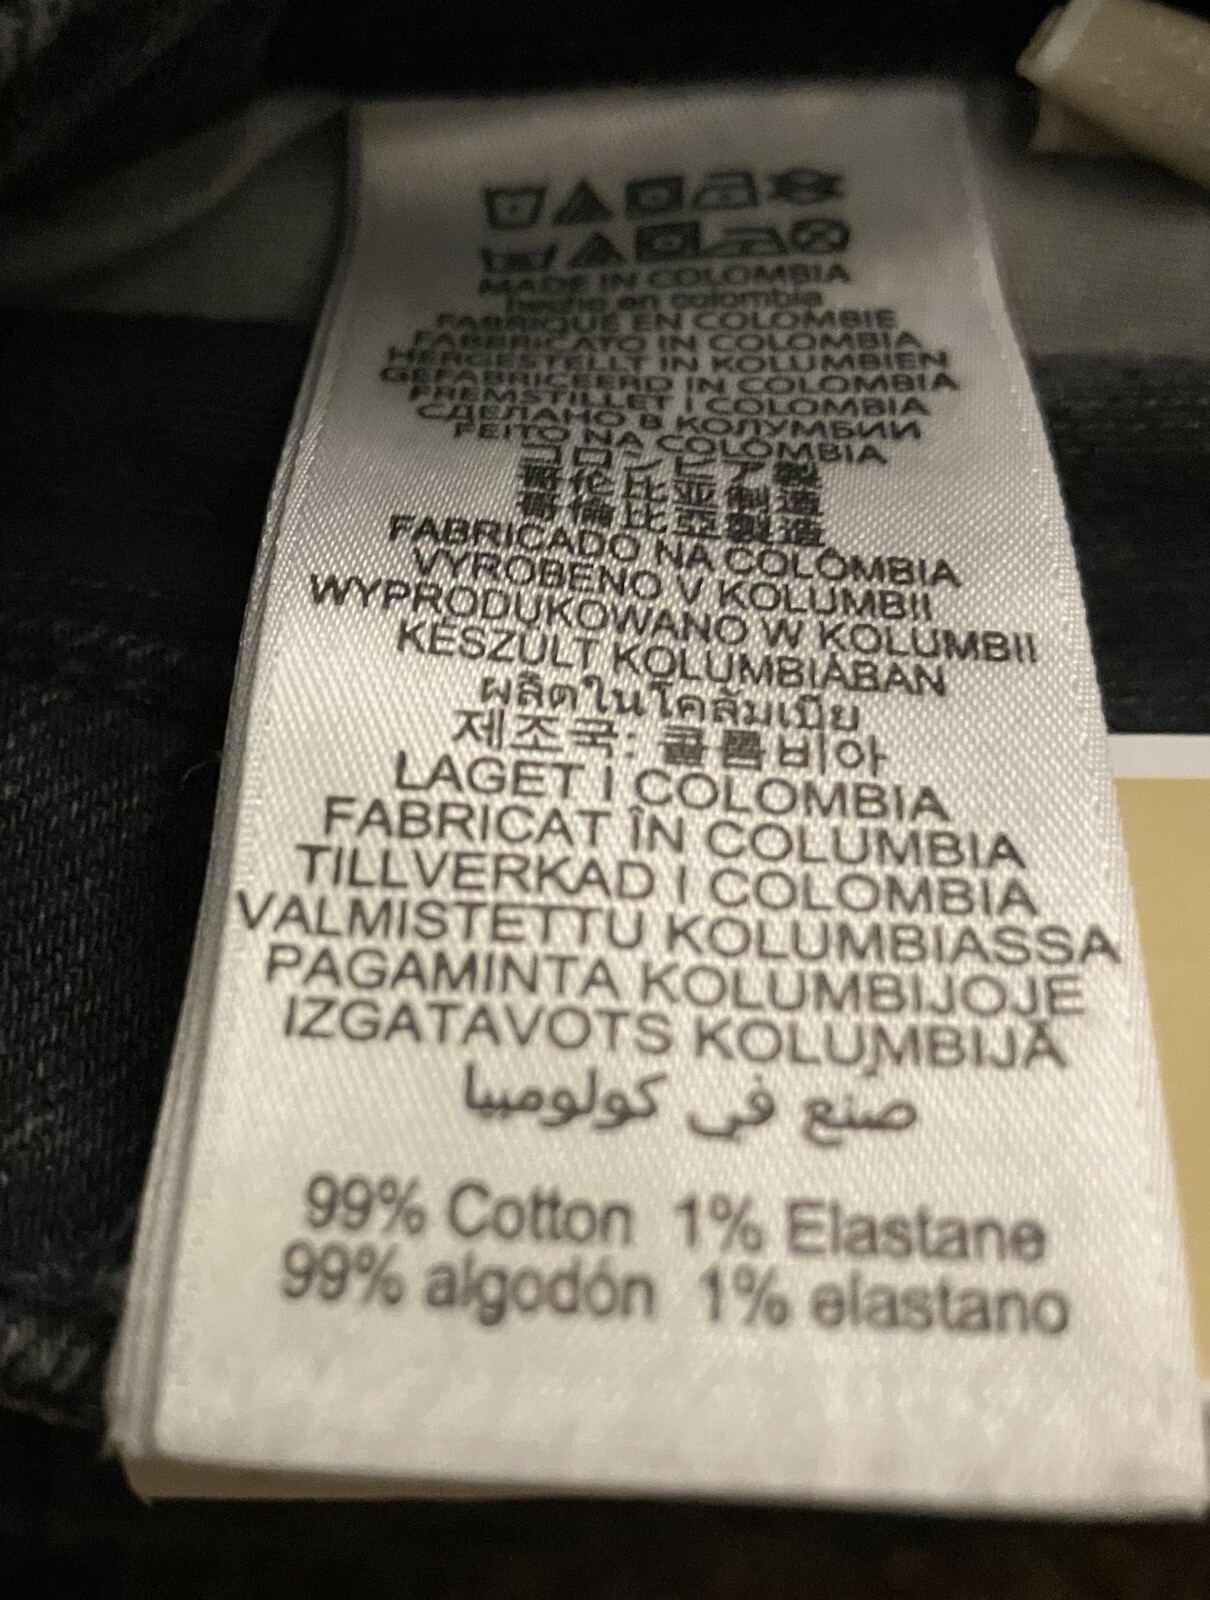 MADE IN COLOMBIA
hecho en colombia
FABRIQUÉ EN COLOMBIE
FABBRICATO IN COLOMBIA
HERGESTELLT IN KOLUMBIEN
GEFABRICEERD IN COLOMBIA
FREMSTILLET I COLOMBIA
СДЕЛАНО В КОЛУМБИИ
FEITO NA COLÔMBIA
コロンビア製
哥伦比亚制造
哥倫比亞製造
FABRICADO NA COLÔMBIA
VYROBENO V KOLUMBII
WYPRODUKOWANO W KOLUMBII
KÉSZÜLT KOLUMBIÁBAN
ผลิตในโคลัมเบีย
제조국: 콜롬비아
LAGET I COLOMBIA
FABRICAT ÎN COLUMBIA
TILLVERKAD I COLOMBIA
VALMISTETTU KOLUMBIASSA
PAGAMINTA KOLUMBIJOJE
IZGATAVOTS KOLUMBIJĀ
صنع في كولومبيا
99% Cotton 1% Elastane
99% algodón 1% elastano